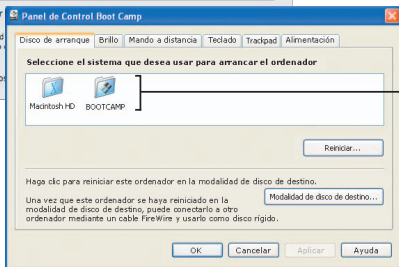 Panel de Control Boot Camp
Disco de arranque Brillo Mando a distancia Teclado Trackpad Alimentación
Seleccione el sistema que desea usar para arrancar el ordenador
Macintosh HD BOOTCAMP
Reiniciar...
Haga clic para reiniciar este ordenador en la modalidad de disco de destino.
Una vez que este ordenador se haya reiniciado en la
modalidad de disco de destino, puede conectarlo a otro
ordenador mediante un cable FireWire y usarlo como disco rígido.
Modalidad de disco de destino...
OK Cancelar Aplicar Ayuda